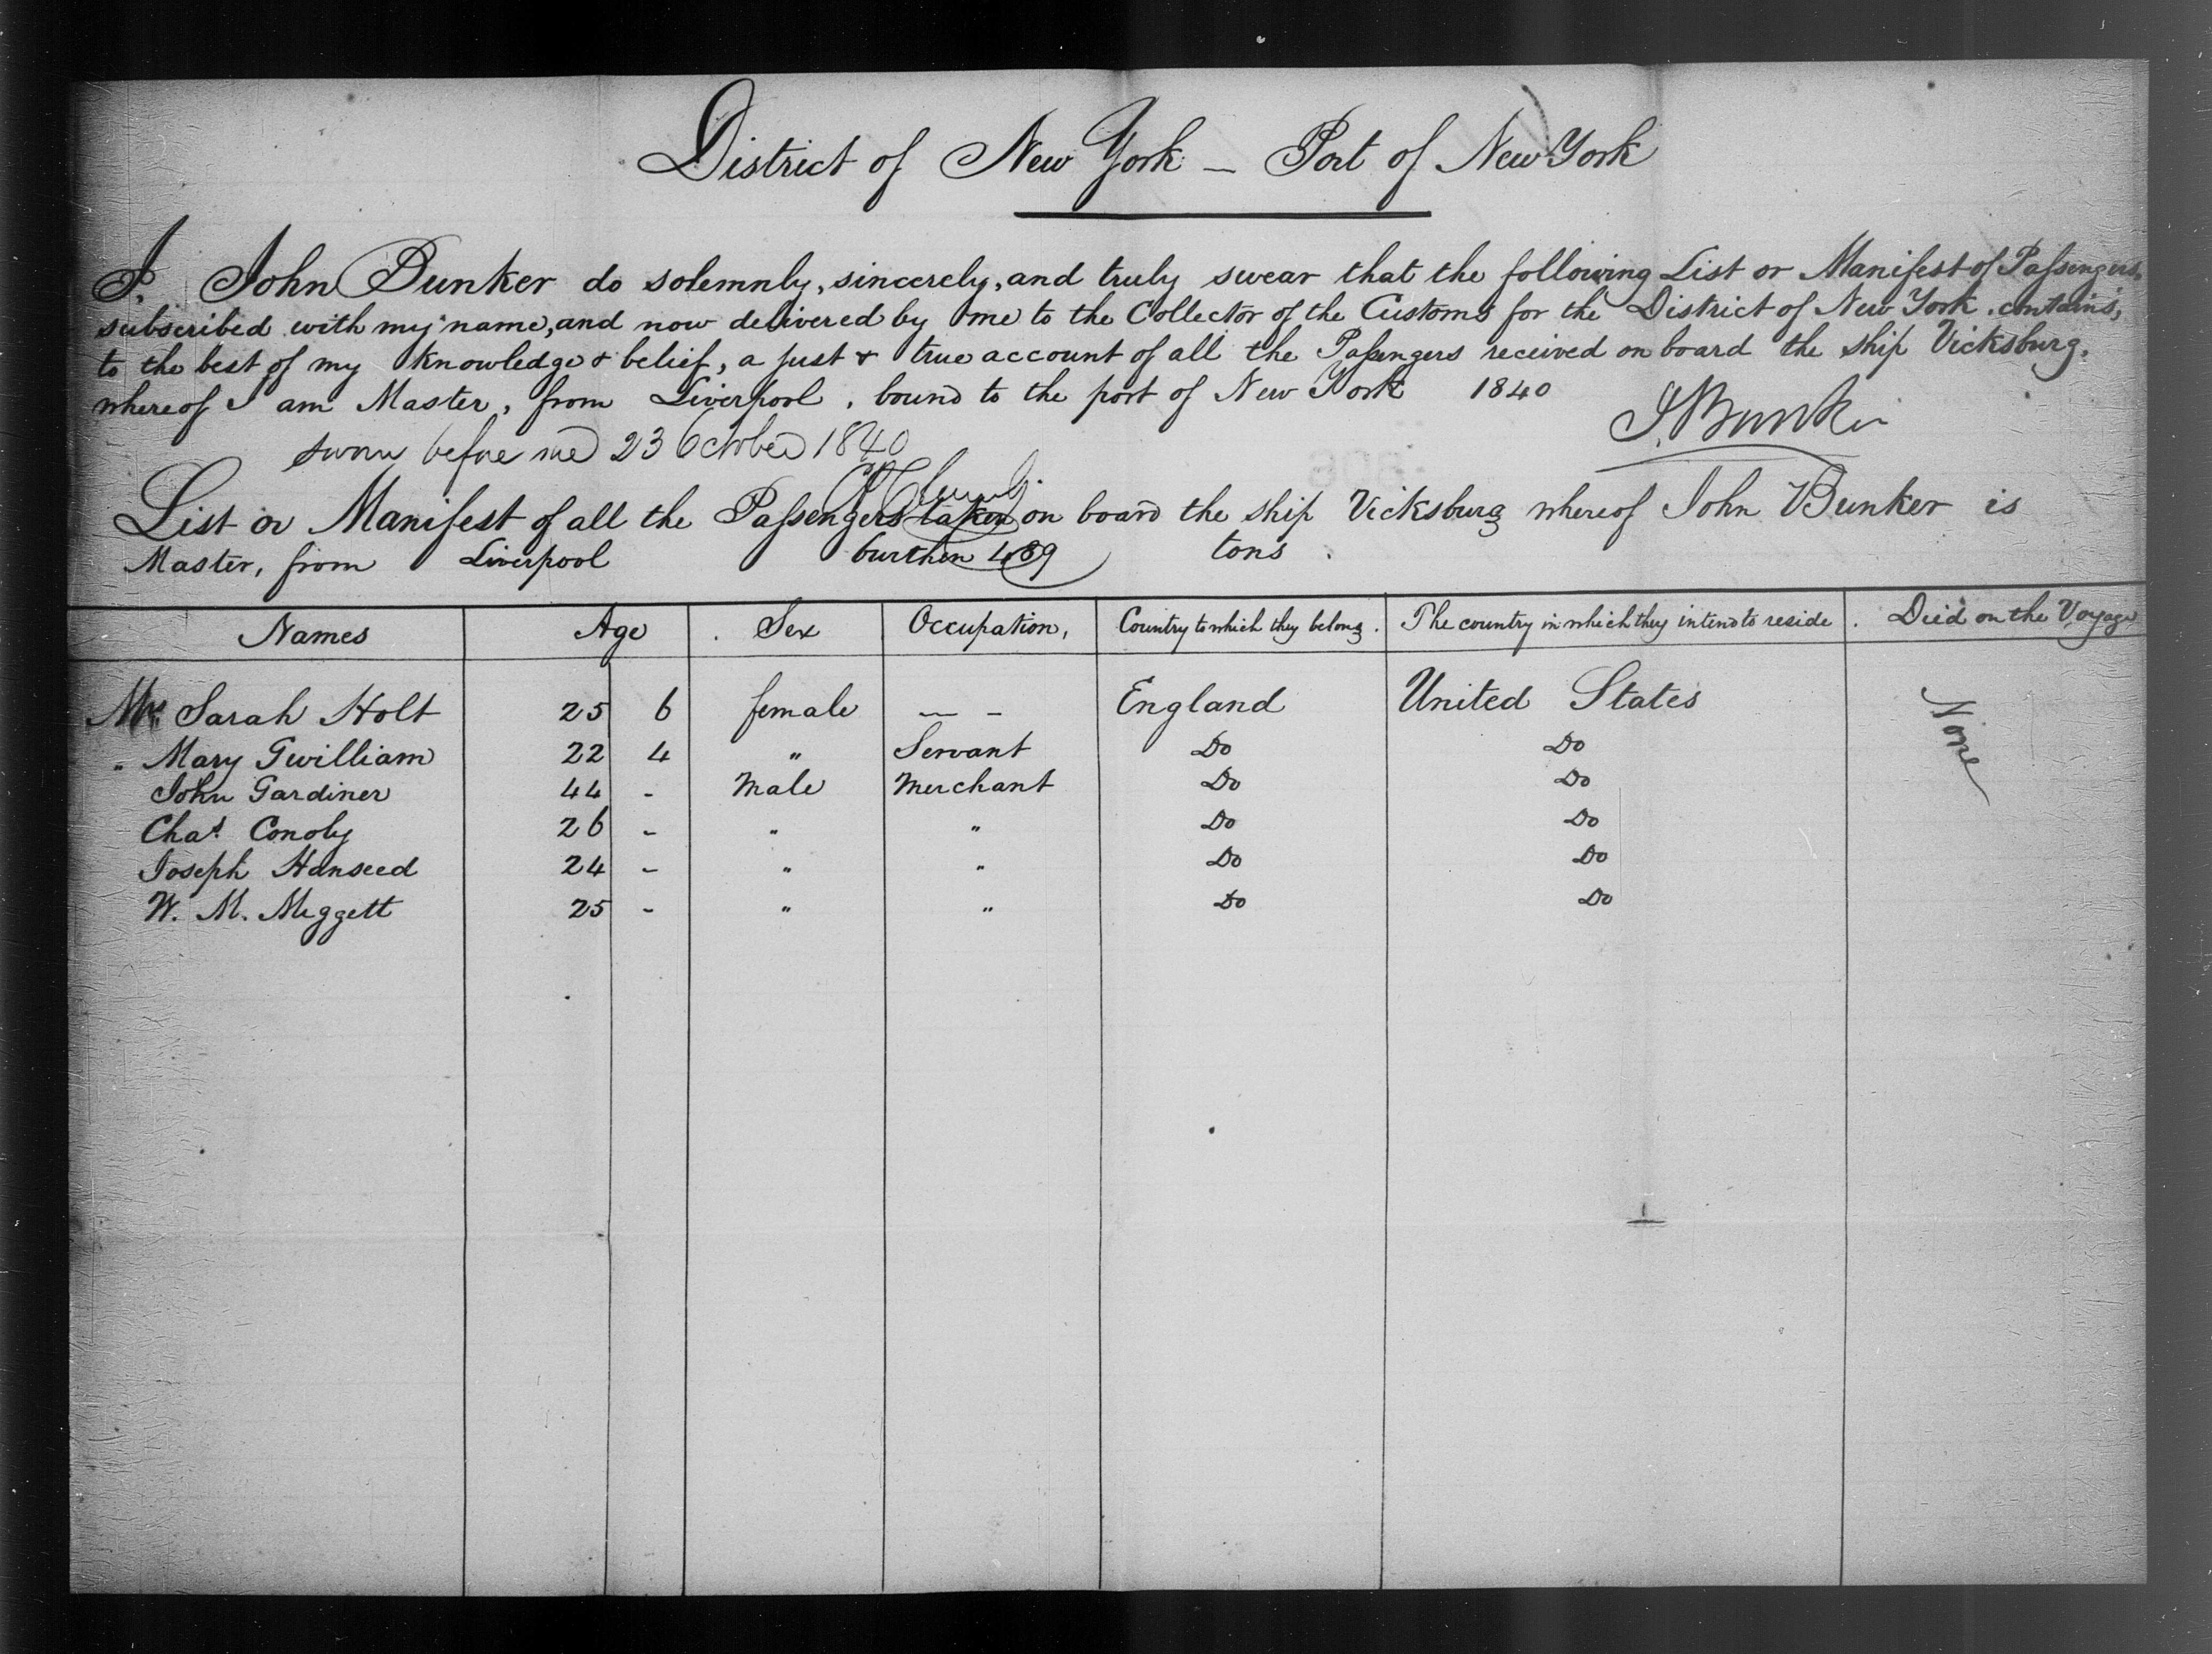 District of New York — Port of New York
I, John Bunker do solemnly, sincerely, and truly swear that the following List or Manifest of Passengers,
subscribed with my name, and now delivered by me to the Collector of the Customs for the District of New York, contains,
to the best of my knowledge & belief, a just & true account of all the Passengers received on board the ship Vicksburg,
whereof I am Master, from Liverpool, bound to the port of New York 1840
J. Bunker
sworn before me 23 October 1840
List or Manifest of all the Passengers taken on board the ship Vicksburg whereof John Bunker is
Master, from Liverpool burthen 489 tons.
Names Age Sex Occupation, Country to which they belong. The country in which they intend to reside. Died on the Voyage
Sarah Holt 25 6 female — - England United States None
" Mary Gwilliam 22 4 " Servant Do Do
John Gardiner 44 - Male Merchant Do Do
Chas. Conoly 26 - " " Do Do
Joseph Hanseed 24 - " " Do Do
W. M. Meggett 25 - " " Do Do